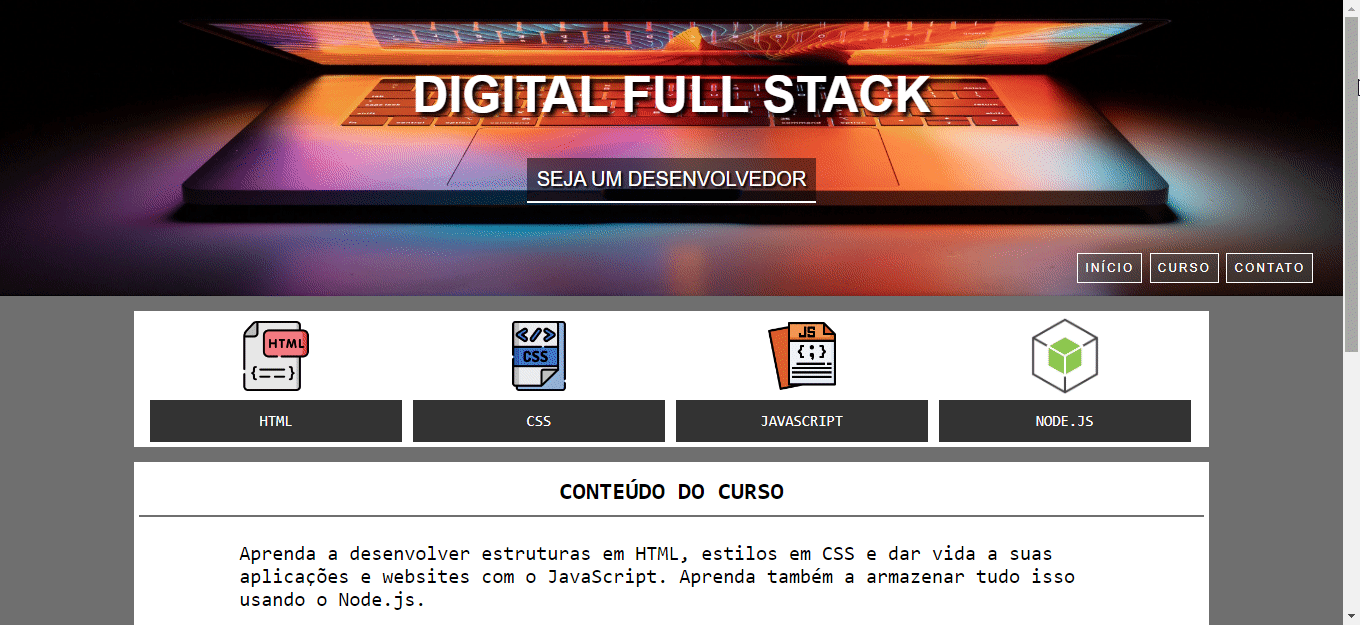 DIGITAL FULL STACK
SEJA UM DESENVOLVEDOR
INÍCIO CURSO CONTATO
HTML
{==}
</>
CSS
JS
{;}
HTML CSS JAVASCRIPT NODE.JS
CONTEÚDO DO CURSO
Aprenda a desenvolver estruturas em HTML, estilos em CSS e dar vida a suas
aplicações e websites com o JavaScript. Aprenda também a armazenar tudo isso
usando o Node.js.